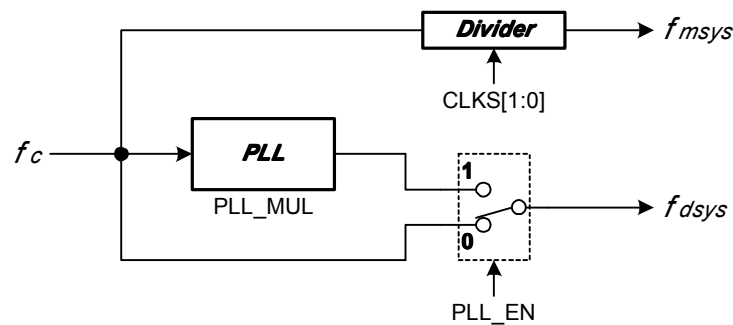 Divider
f msys
CLKS[1:0]
f c
PLL
PLL_MUL
1
0
f dsys
PLL_EN